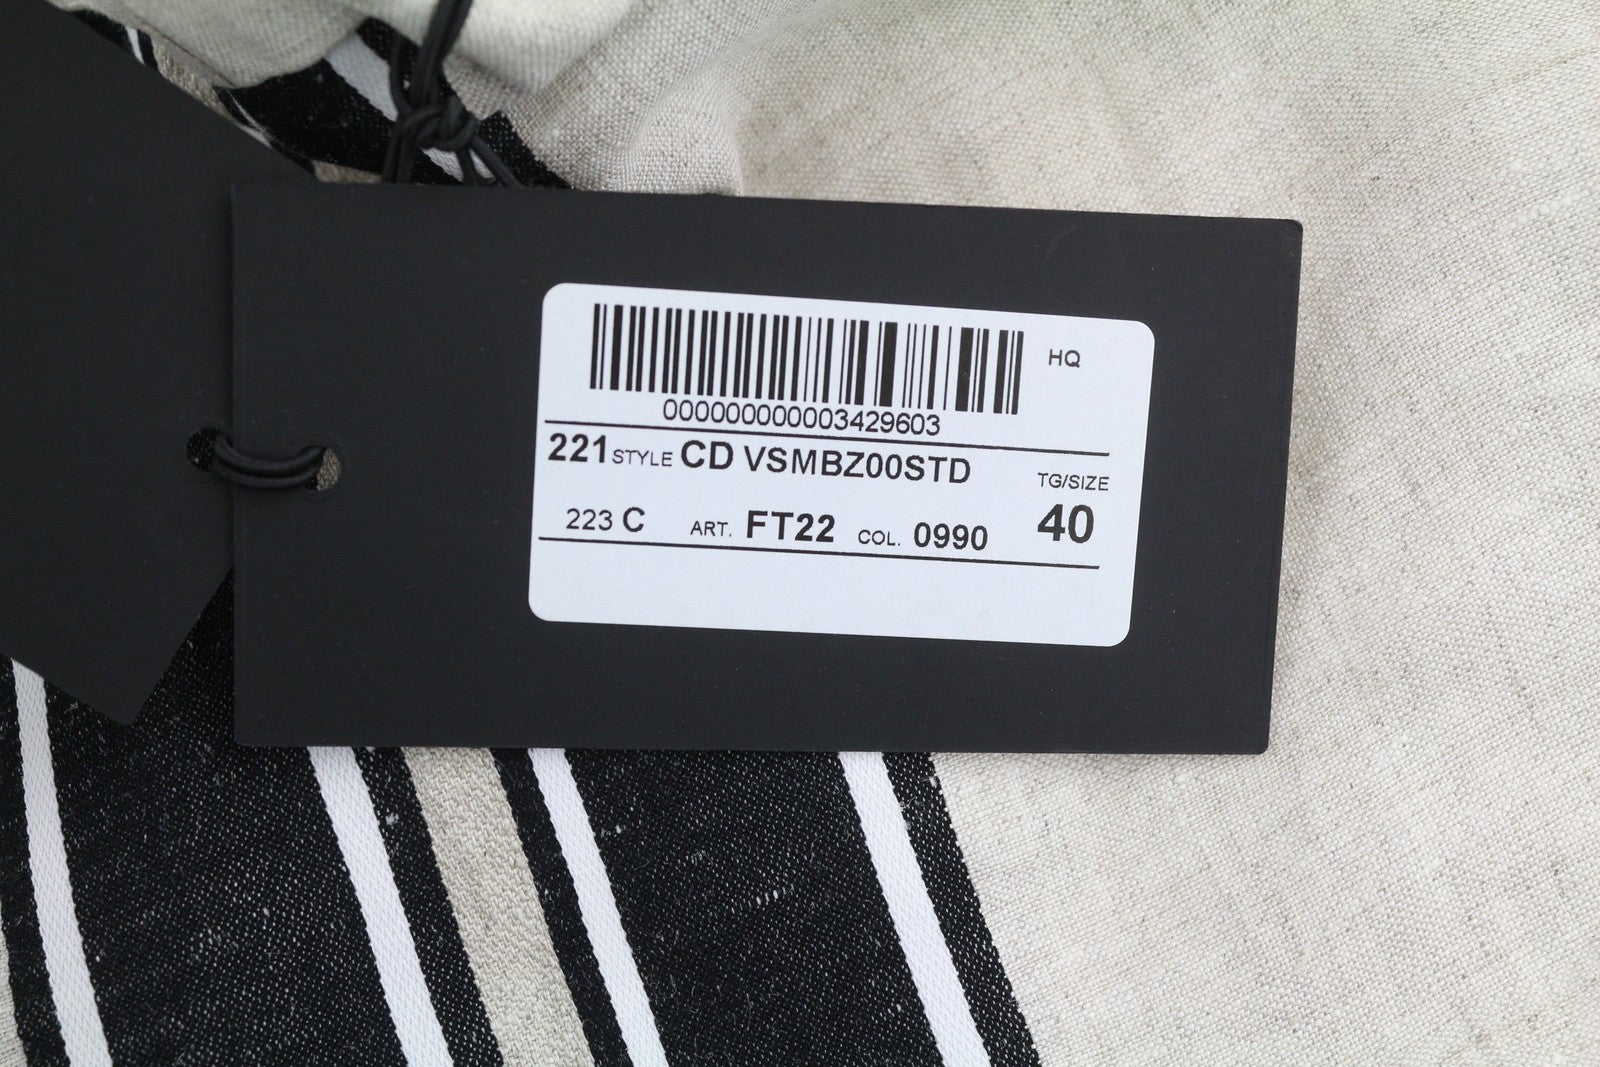 HQ
000000000003429603
221 STYLE CD VSMBZ00STD
TG/SIZE
223 C ART. FT22 COL. 0990 40